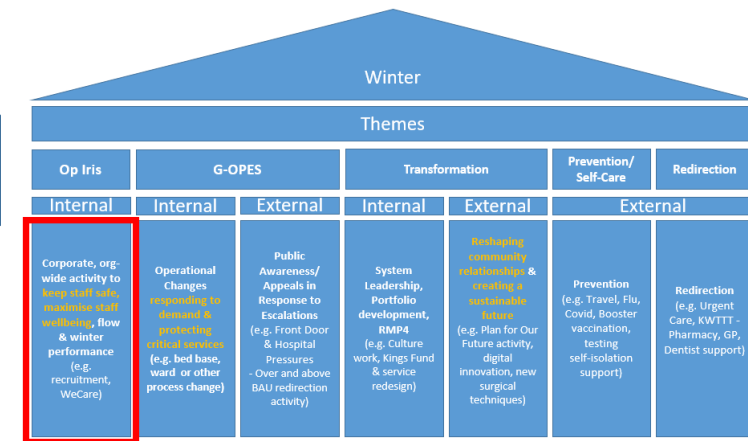 Winter
Themes
Op Iris
G-OPES
Transformation
Prevention/
Self-Care
Redirection
Internal
Internal
External
Internal
External
External
Corporate, org-
wide activity to
keep staff safe,
maximise staff
wellbeing, flow
& winter
performance
(e.g.
recruitment,
WeCare)
Operational
Changes
responding to
demand &
protecting
critical services
(e.g. bed base,
ward or other
process change)
Public
Awareness/
Appeals in
Response to
Escalations
(e.g. Front Door
& Hospital
Pressures
- Over and above
BAU redirection
activity)
System
Leadership,
Portfolio
development,
RMP4
(e.g. Culture
work, Kings Fund
& service
redesign)
Reshaping
community
relationships &
creating a
sustainable
future
(e.g. Plan for Our
Future activity,
digital
innovation, new
surgical
techniques)
Prevention
(e.g. Travel, Flu,
Covid, Booster
vaccination,
testing
self-isolation
support)
Redirection
(e.g. Urgent
Care, KWTTT -
Pharmacy, GP,
Dentist support)